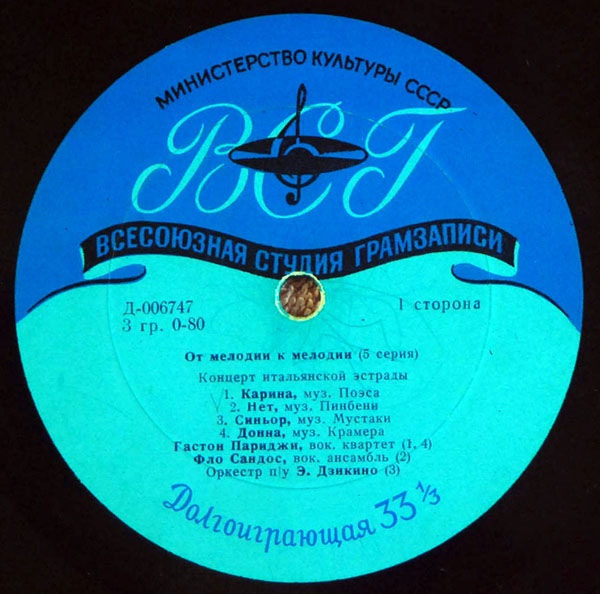 МИНИСТЕРСТВО КУЛЬТУРЫ СССР
ВСГ
ВСЕСОЮЗНАЯ СТУДИЯ ГРАМЗАПИСИ
Д-006747
3 гр. 0-80
1 сторона
От мелодии к мелодии (5 серия)
Концерт итальянской эстрады
1. Карина, муз. Поэса
2. Нет, муз. Пинбени
3. Синьор, муз. Мустаки
4. Донна, муз. Крамера
Гастон Париджи, вок. квартет (1, 4)
Фло Сандос, вок. ансамбль (2)
Оркестр п/у Э. Дзикино (3)
Долгоиграющая 33 1/3